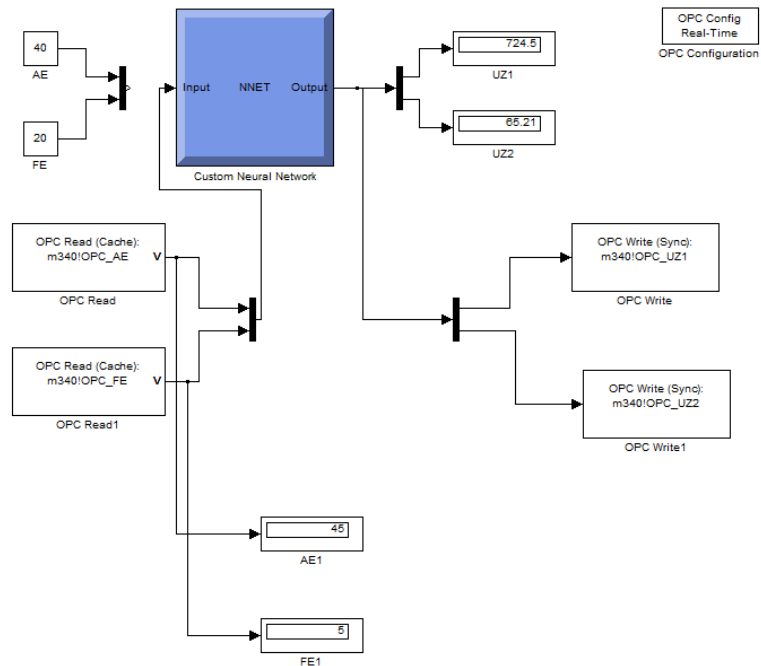 40
AE
20
FE
Input
NNET
Output
Custom Neural Network
724.5
UZ1
65.21
UZ2
OPC Config
Real-Time
OPC Configuration
OPC Read (Cache):
m340!OPC_AE
V
OPC Read
OPC Read (Cache):
m340!OPC_FE
V
OPC Read1
OPC Write (Sync):
m340!OPC_UZ1
OPC Write
OPC Write (Sync):
m340!OPC_UZ2
OPC Write1
45
AE1
5
FE1